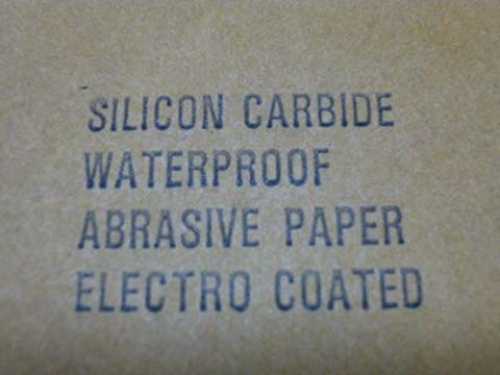 SILICON CARBIDE
WATERPROOF
ABRASIVE PAPER
ELECTRO COATED